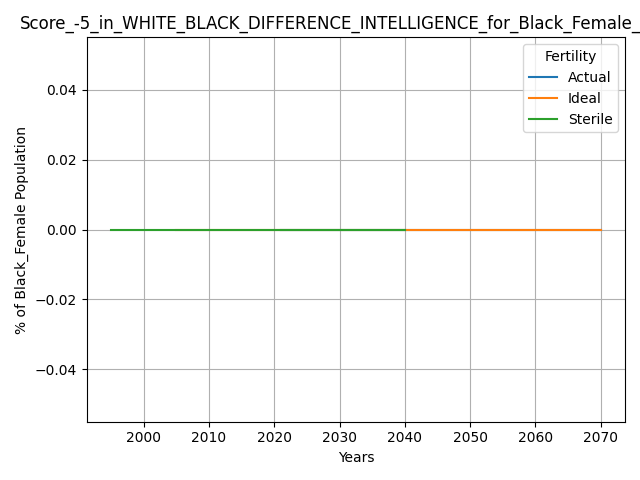 Score_-5_in_WHITE_BLACK_DIFFERENCE_INTELLIGENCE_for_Black_Female_
Fertility
Actual
Ideal
Sterile
% of Black_Female Population
0.04
0.02
0.00
−0.02
−0.04
2000 2010 2020 2030 2040 2050 2060 2070
Years